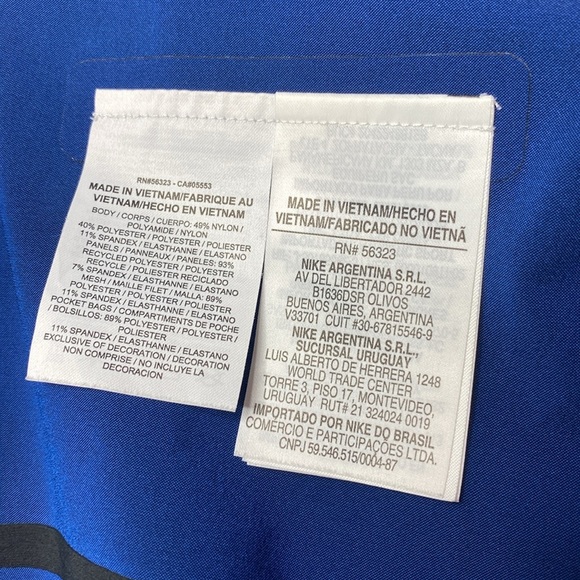 RN#56323 - CA#05553
MADE IN VIETNAM/FABRIQUE AU
VIETNAM/HECHO EN VIETNAM
BODY / CORPS / CUERPO: 49% NYLON /
POLYAMIDE / NYLON
40% POLYESTER / POLYESTER / POLIESTER
11% SPANDEX / ELASTHANNE / ELASTANO
PANELS / PANNEAUX / PANELES: 93%
RECYCLED POLYESTER / POLYESTER
RECYCLE / POLIESTER RECICLADO
7% SPANDEX / ELASTHANNE / ELASTANO
MESH / MAILLE FILET / MALLA: 89%
POLYESTER / POLYESTER / POLIESTER
11% SPANDEX / ELASTHANNE / ELASTANO
POCKET BAGS / COMPARTIMENTS DE POCHE
/ BOLSILLOS: 89% POLYESTER / POLYESTER /
POLIESTER
11% SPANDEX / ELASTHANNE / ELASTANO
EXCLUSIVE OF DECORATION / DECORATION
NON COMPRISE / NO INCLUYE LA
DECORACION
MADE IN VIETNAM/HECHO EN
VIETNAM/FABRICADO NO VIETNÃ
RN# 56323
NIKE ARGENTINA S.R.L.
AV DEL LIBERTADOR 2442
B1636DSR OLIVOS
BUENOS AIRES, ARGENTINA
V33701 CUIT #30-67815546-9
NIKE ARGENTINA S.R.L.,
SUCURSAL URUGUAY
LUIS ALBERTO DE HERRERA 1248
WORLD TRADE CENTER
TORRE 3, PISO 17, MONTEVIDEO,
URUGUAY RUT# 21 324024 0019
IMPORTADO POR NIKE DO BRASIL
COMÉRCIO E PARTICIPAÇÕES LTDA.
CNPJ 59.546.515/0004-87